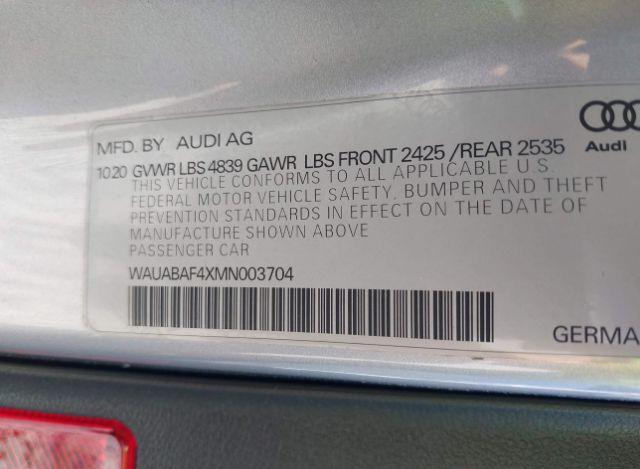 MFD. BY AUDI AG
10 20 GVWR LBS 4839 GAWR LBS FRONT 2425 / REAR 2535
THIS VEHICLE CONFORMS TO ALL APPLICABLE U.S.
FEDERAL MOTOR VEHICLE SAFETY, BUMPER AND THEFT
PREVENTION STANDARDS IN EFFECT ON THE DATE OF
MANUFACTURE SHOWN ABOVE
PASSENGER CAR
WAUABAF4XMN003704
Audi
GERMA